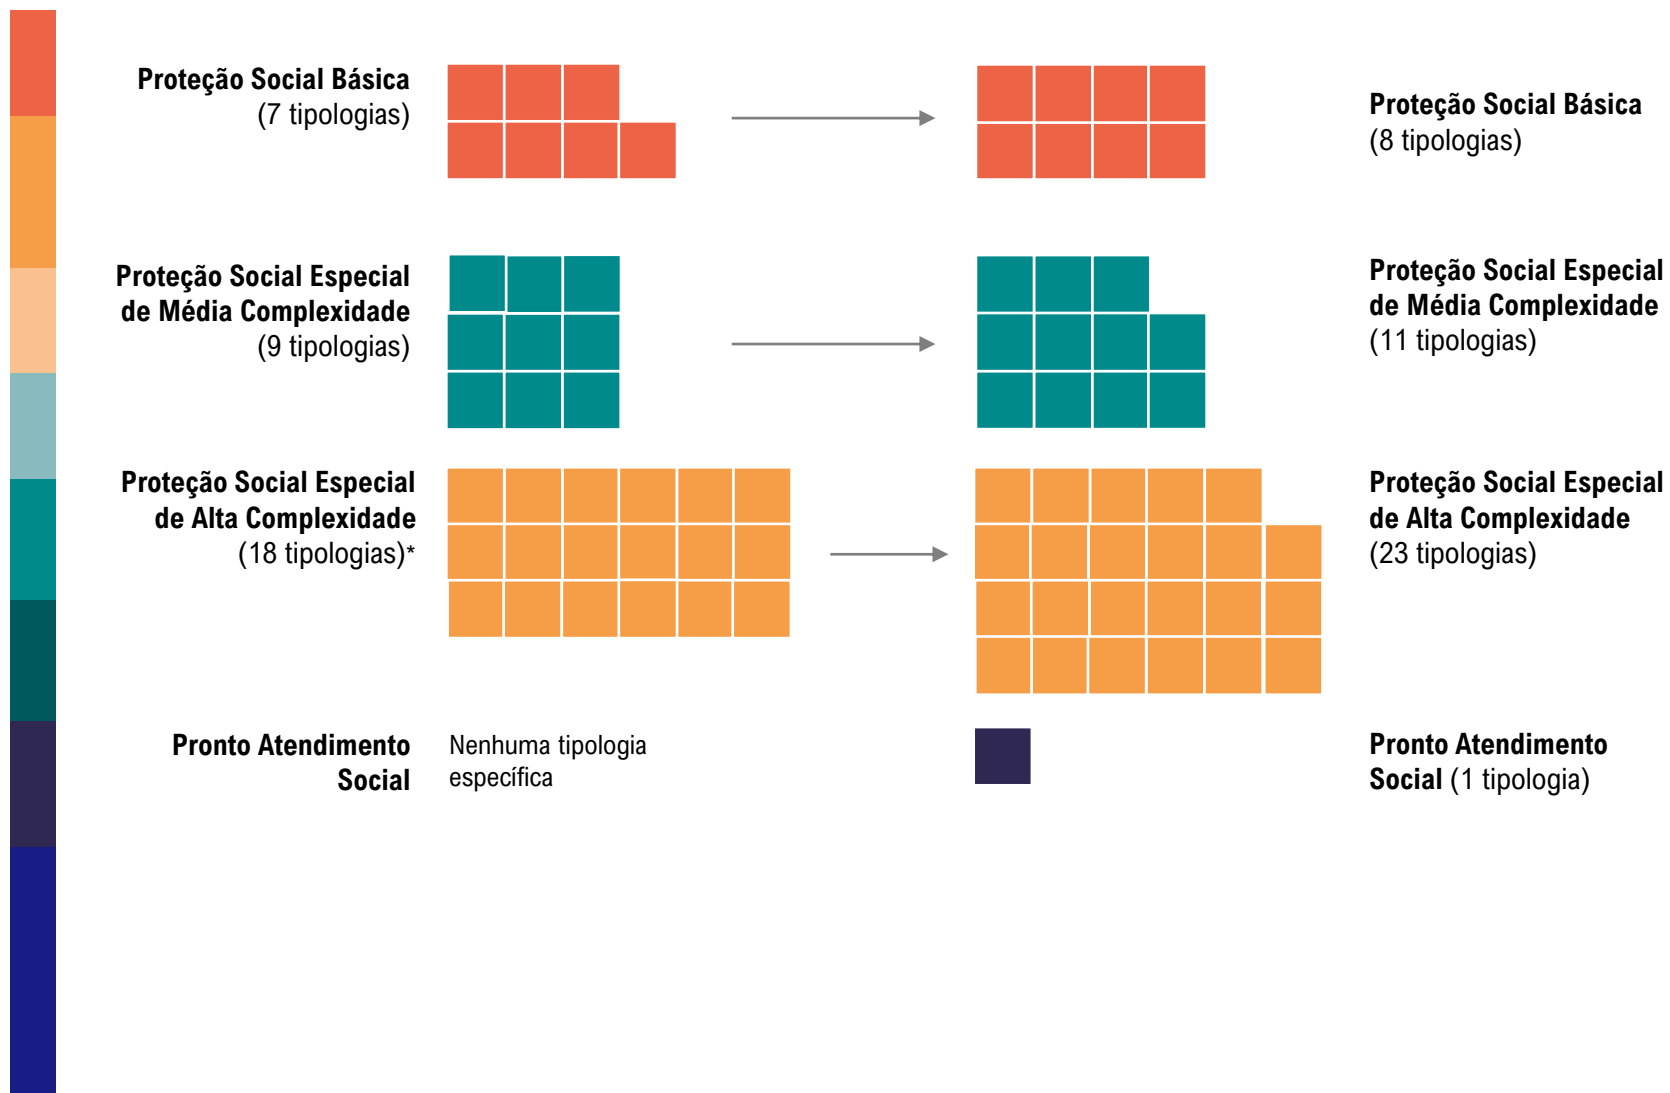 Proteção Social Básica
(7 tipologias)
Proteção Social Básica
(8 tipologias)
Proteção Social Especial
de Média Complexidade
(9 tipologias)
Proteção Social Especial
de Média Complexidade
(11 tipologias)
Proteção Social Especial
de Alta Complexidade
(18 tipologias)*
Proteção Social Especial
de Alta Complexidade
(23 tipologias)
Pronto Atendimento
Social
Nenhuma tipologia
específica
Pronto Atendimento
Social (1 tipologia)